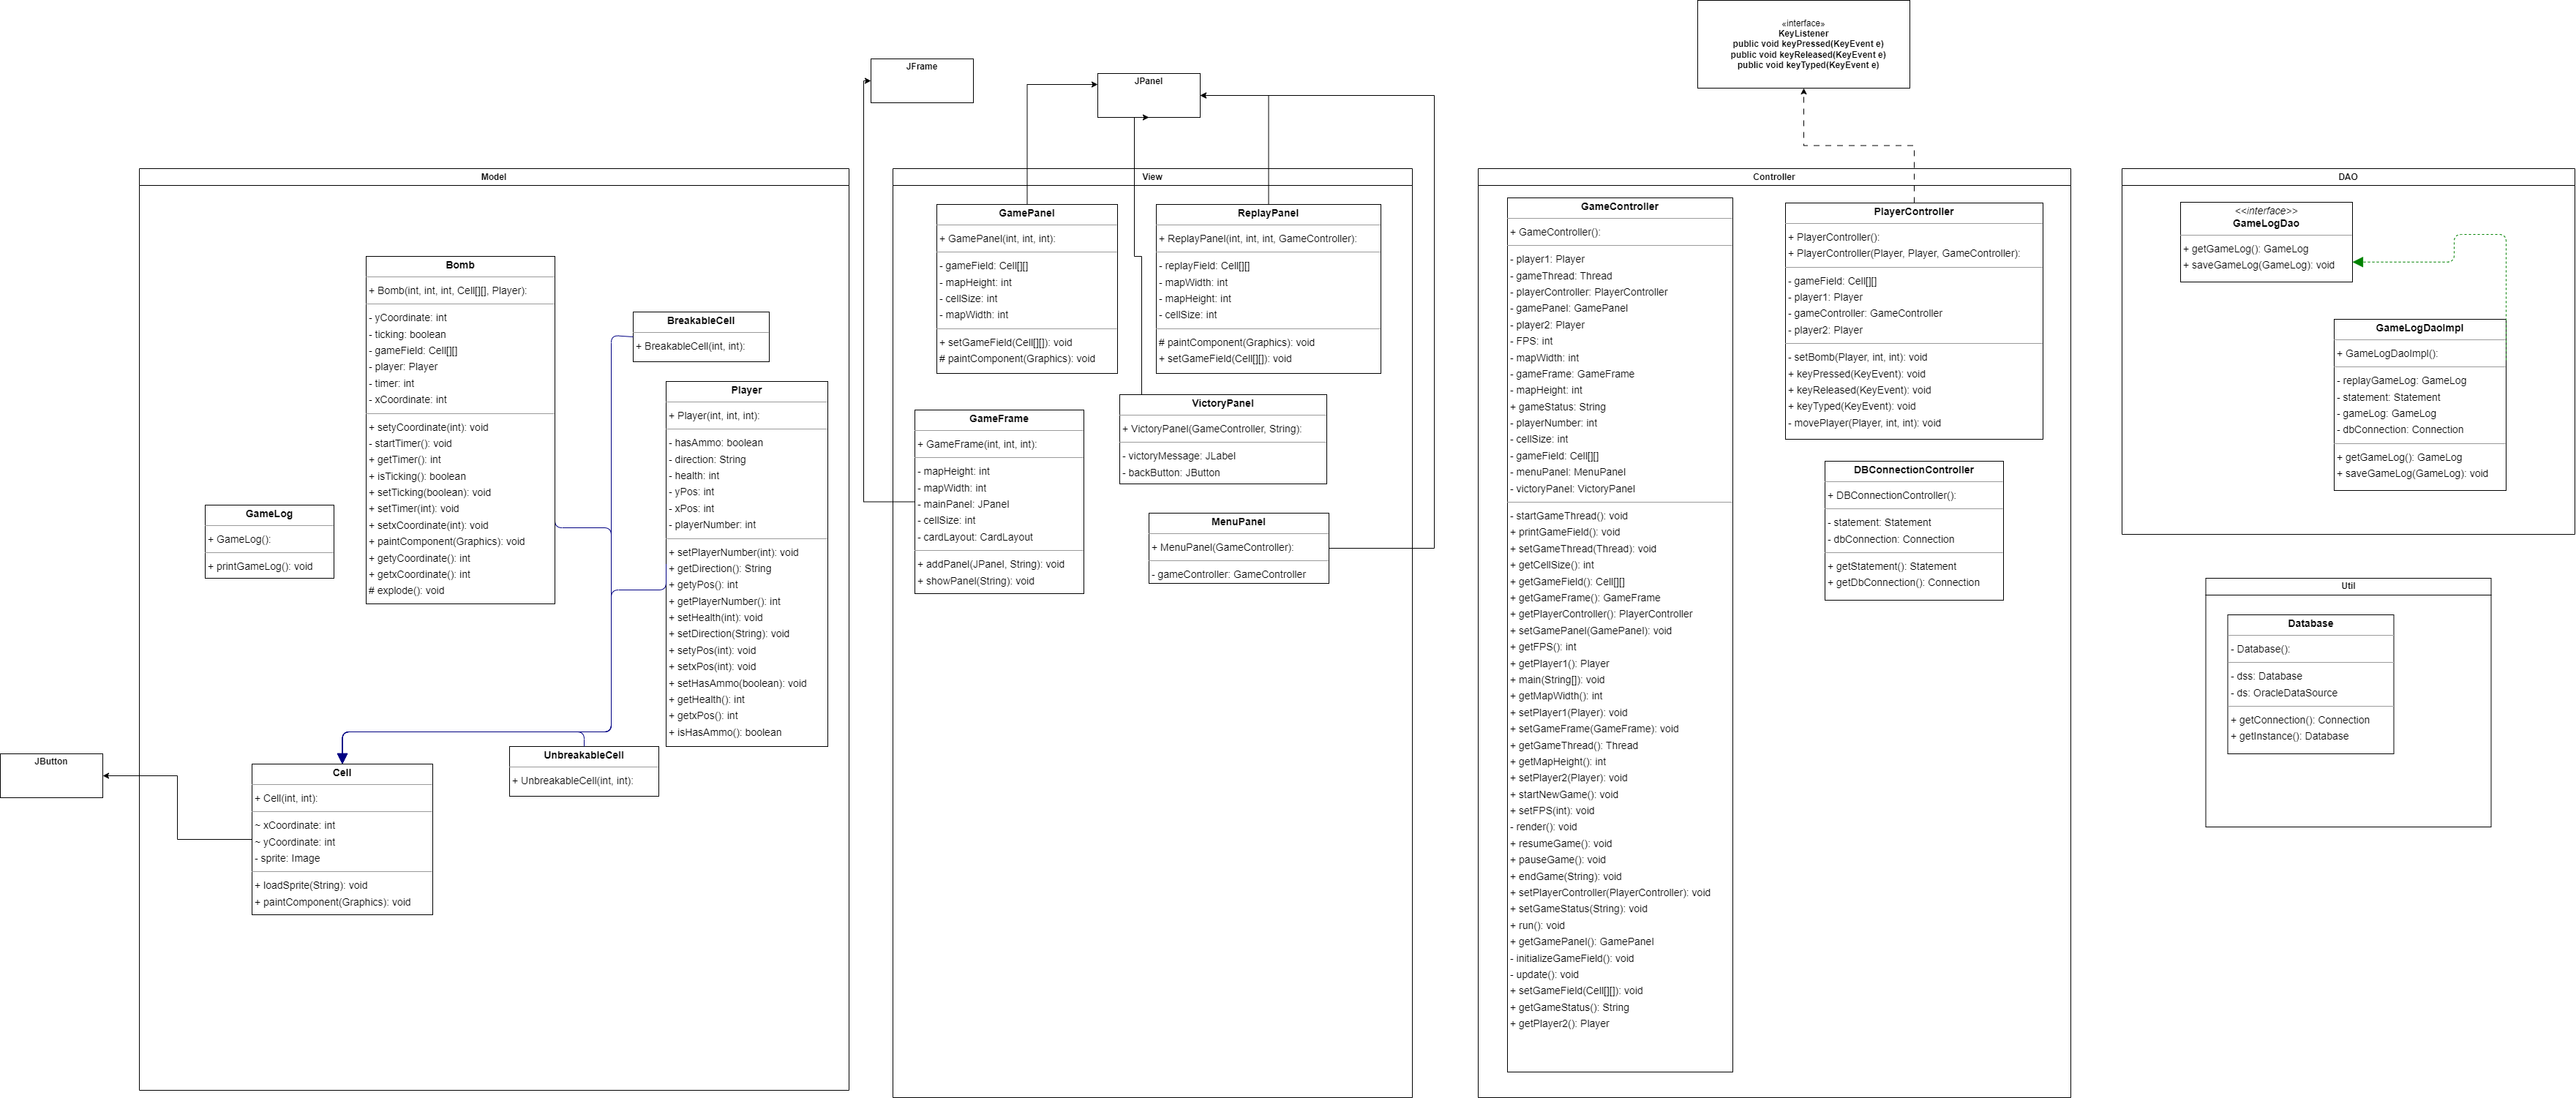 «interface»
KeyListener
public void keyPressed(KeyEvent e)
public void keyReleased(KeyEvent e)
public void keyTyped(KeyEvent e)
JFrame
JPanel
JButton
Model
Bomb
+ Bomb(int, int, int, Cell[][], Player):
- yCoordinate: int
- ticking: boolean
- gameField: Cell[][]
- player: Player
- timer: int
- xCoordinate: int
+ setyCoordinate(int): void
- startTimer(): void
+ getTimer(): int
+ isTicking(): boolean
+ setTicking(boolean): void
+ setTimer(int): void
+ setxCoordinate(int): void
+ paintComponent(Graphics): void
+ getyCoordinate(): int
+ getxCoordinate(): int
# explode(): void
BreakableCell
+ BreakableCell(int, int):
Player
+ Player(int, int, int):
- hasAmmo: boolean
- direction: String
- health: int
- yPos: int
- xPos: int
- playerNumber: int
+ setPlayerNumber(int): void
+ getDirection(): String
+ getyPos(): int
+ getPlayerNumber(): int
+ setHealth(int): void
+ setDirection(String): void
+ setyPos(int): void
+ setxPos(int): void
+ setHasAmmo(boolean): void
+ getHealth(): int
+ getxPos(): int
+ isHasAmmo(): boolean
GameLog
+ GameLog():
+ printGameLog(): void
UnbreakableCell
+ UnbreakableCell(int, int):
Cell
+ Cell(int, int):
~ xCoordinate: int
~ yCoordinate: int
- sprite: Image
+ loadSprite(String): void
+ paintComponent(Graphics): void
View
GamePanel
+ GamePanel(int, int, int):
- gameField: Cell[][]
- mapHeight: int
- cellSize: int
- mapWidth: int
+ setGameField(Cell[][]): void
# paintComponent(Graphics): void
ReplayPanel
+ ReplayPanel(int, int, int, GameController):
- replayField: Cell[][]
- mapWidth: int
- mapHeight: int
- cellSize: int
# paintComponent(Graphics): void
+ setGameField(Cell[][]): void
GameFrame
+ GameFrame(int, int, int):
- mapHeight: int
- mapWidth: int
- mainPanel: JPanel
- cellSize: int
- cardLayout: CardLayout
+ addPanel(JPanel, String): void
+ showPanel(String): void
VictoryPanel
+ VictoryPanel(GameController, String):
- victoryMessage: JLabel
- backButton: JButton
MenuPanel
+ MenuPanel(GameController):
- gameController: GameController
Controller
GameController
+ GameController():
- player1: Player
- gameThread: Thread
- playerController: PlayerController
- gamePanel: GamePanel
- player2: Player
- FPS: int
- mapWidth: int
- gameFrame: GameFrame
- mapHeight: int
+ gameStatus: String
- playerNumber: int
- cellSize: int
- gameField: Cell[][]
- menuPanel: MenuPanel
- victoryPanel: VictoryPanel
- startGameThread(): void
+ printGameField(): void
+ setGameThread(Thread): void
+ getCellSize(): int
+ getGameField(): Cell[][]
+ getGameFrame(): GameFrame
+ getPlayerController(): PlayerController
+ setGamePanel(GamePanel): void
+ getFPS(): int
+ getPlayer1(): Player
+ main(String[]): void
+ getMapWidth(): int
+ setPlayer1(Player): void
+ setGameFrame(GameFrame): void
+ getGameThread(): Thread
+ getMapHeight(): int
+ setPlayer2(Player): void
+ startNewGame(): void
+ setFPS(int): void
- render(): void
+ resumeGame(): void
+ pauseGame(): void
+ endGame(String): void
+ setPlayerController(PlayerController): void
+ setGameStatus(String): void
+ run(): void
+ getGamePanel(): GamePanel
- initializeGameField(): void
- update(): void
+ setGameField(Cell[][]): void
+ getGameStatus(): String
+ getPlayer2(): Player
PlayerController
+ PlayerController():
+ PlayerController(Player, Player, GameController):
- gameField: Cell[][]
- player1: Player
- gameController: GameController
- player2: Player
- setBomb(Player, int, int): void
+ keyPressed(KeyEvent): void
+ keyReleased(KeyEvent): void
+ keyTyped(KeyEvent): void
- movePlayer(Player, int, int): void
DBConnectionController
+ DBConnectionController():
- statement: Statement
- dbConnection: Connection
+ getStatement(): Statement
+ getDbConnection(): Connection
DAO
<<interface>>
GameLogDao
+ getGameLog(): GameLog
+ saveGameLog(GameLog): void
GameLogDaoImpl
+ GameLogDaoImpl():
- replayGameLog: GameLog
- statement: Statement
- gameLog: GameLog
- dbConnection: Connection
+ getGameLog(): GameLog
+ saveGameLog(GameLog): void
Util
Database
- Database():
- dss: Database
- ds: OracleDataSource
+ getConnection(): Connection
+ getInstance(): Database